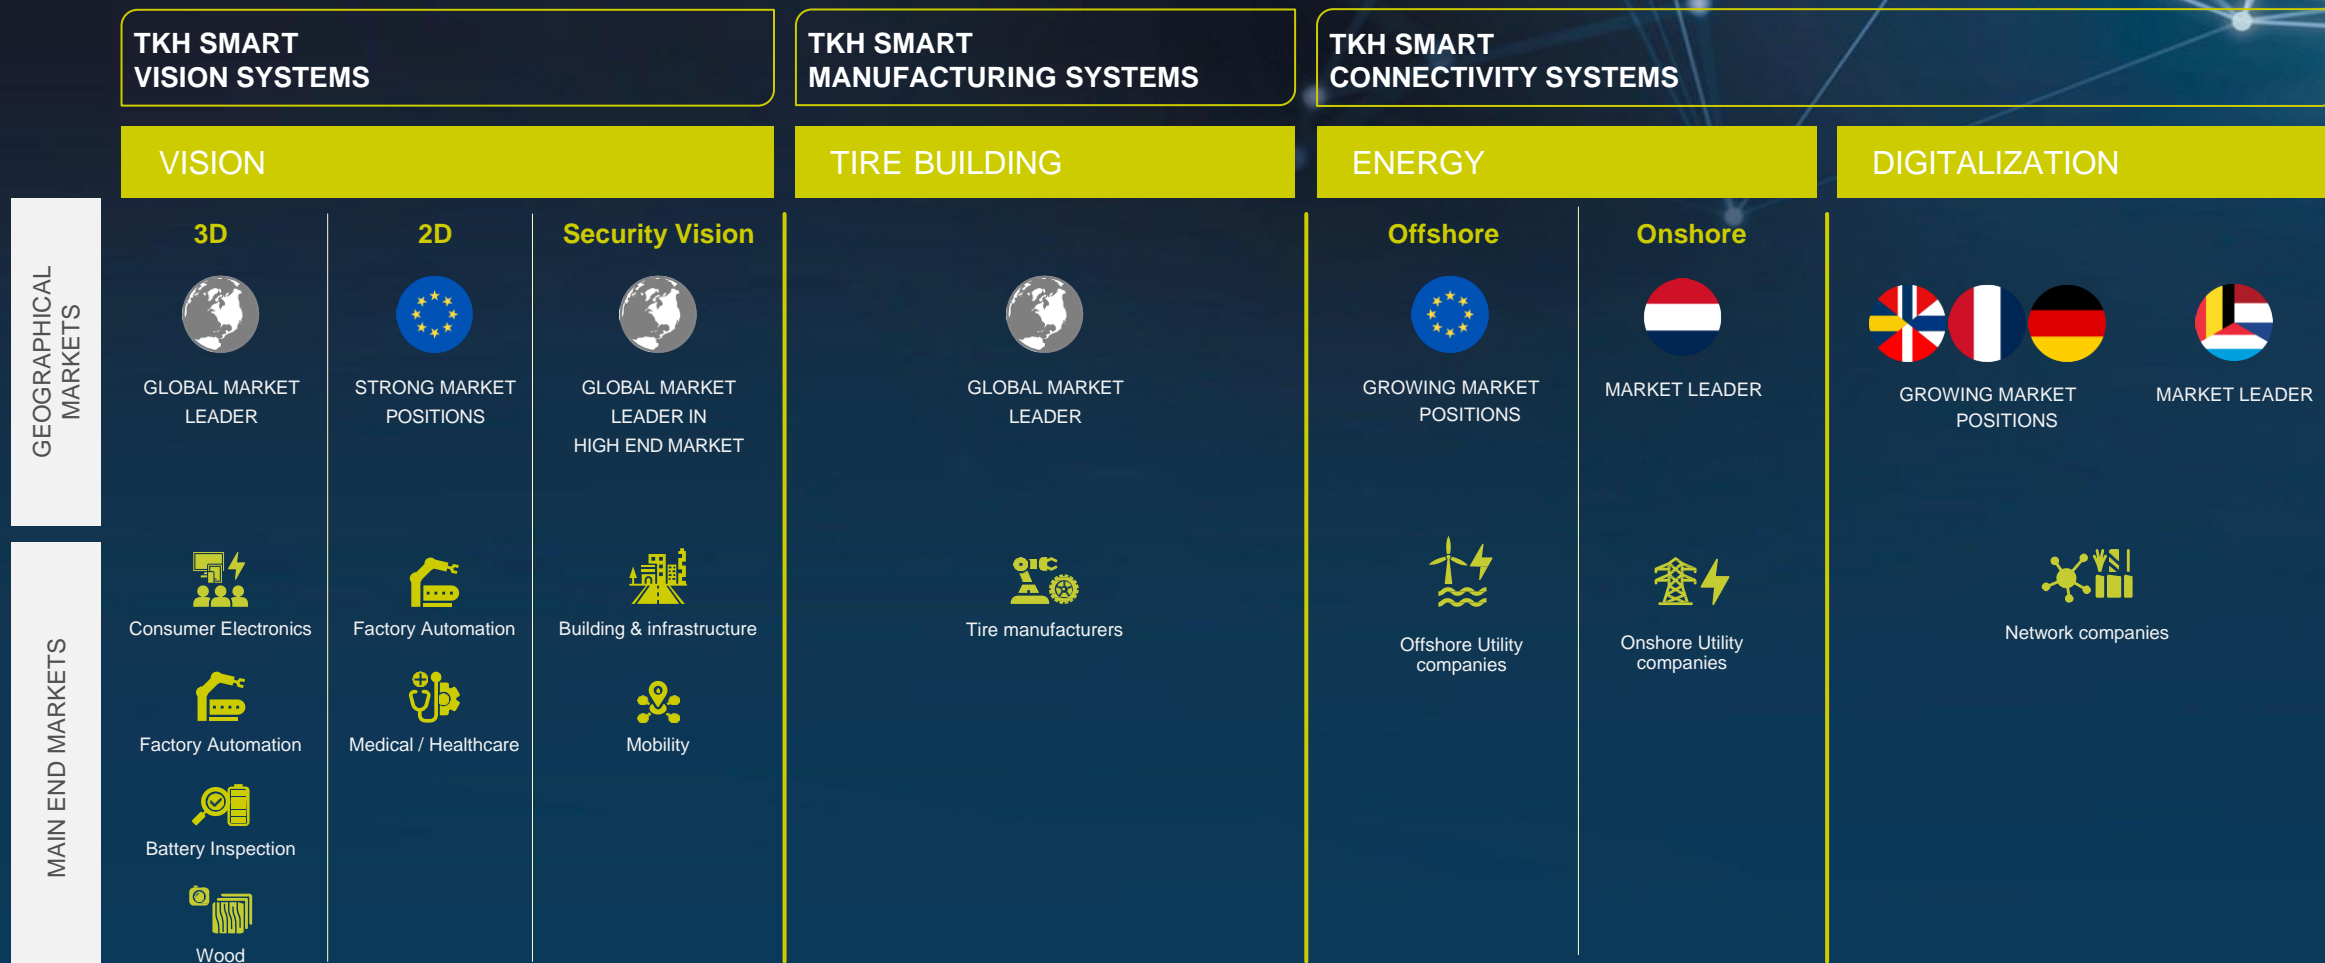 TKH SMART
VISION SYSTEMS
TKH SMART
MANUFACTURING SYSTEMS
TKH SMART
CONNECTIVITY SYSTEMS
VISION
TIRE BUILDING
ENERGY
DIGITALIZATION
GEOGRAPHICAL
MARKETS
3D
2D
Security Vision
Offshore
Onshore
GLOBAL MARKET
LEADER
STRONG MARKET
POSITIONS
GLOBAL MARKET
LEADER IN
HIGH END MARKET
GLOBAL MARKET
LEADER
GROWING MARKET
POSITIONS
MARKET LEADER
GROWING MARKET
POSITIONS
MARKET LEADER
MAIN END MARKETS
Consumer Electronics
Factory Automation
Battery Inspection
Wood
Factory Automation
Medical / Healthcare
Building & infrastructure
Mobility
Tire manufacturers
Offshore Utility
companies
Onshore Utility
companies
Network companies